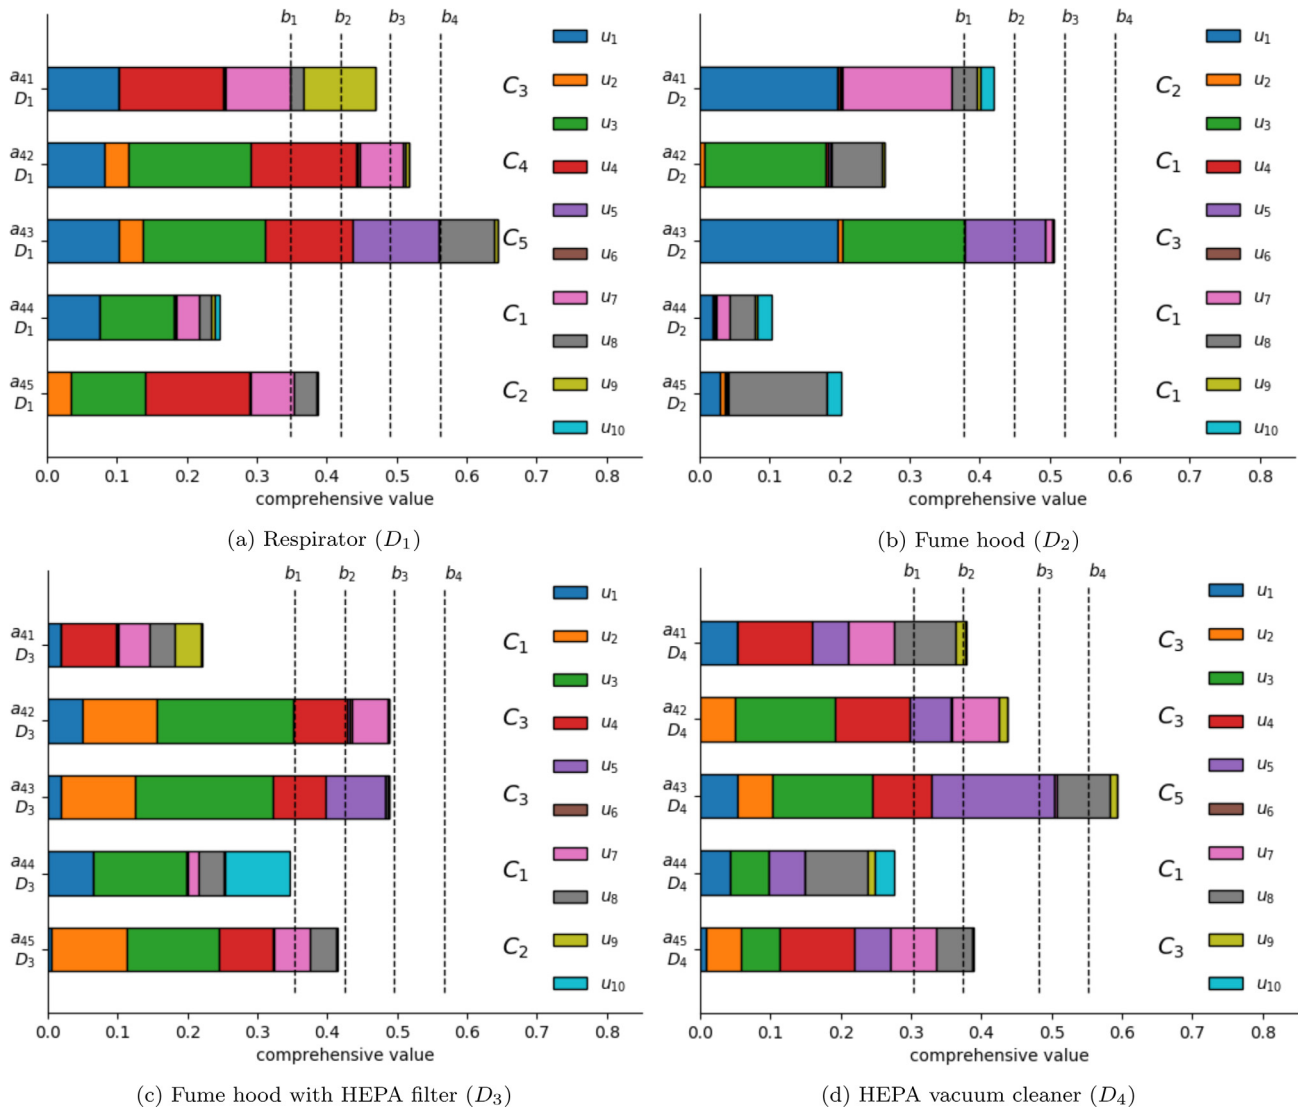 b₁ b₂ b₃ b₄
a₄₁
D₁
C₃
a₄₂
D₁
C₄
a₄₃
D₁
C₅
a₄₄
D₁
C₁
a₄₅
D₁
C₂
u₁
u₂
u₃
u₄
u₅
u₆
u₇
u₈
u₉
u₁₀
0.0 0.1 0.2 0.3 0.4 0.5 0.6 0.7 0.8
comprehensive value
(a) Respirator (D₁)
b₁ b₂ b₃ b₄
a₄₁
D₂
C₂
a₄₂
D₂
C₁
a₄₃
D₂
C₃
a₄₄
D₂
C₁
a₄₅
D₂
C₁
u₁
u₂
u₃
u₄
u₅
u₆
u₇
u₈
u₉
u₁₀
0.0 0.1 0.2 0.3 0.4 0.5 0.6 0.7 0.8
comprehensive value
(b) Fume hood (D₂)
b₁ b₂ b₃ b₄
a₄₁
D₃
C₁
a₄₂
D₃
C₃
a₄₃
D₃
C₃
a₄₄
D₃
C₁
a₄₅
D₃
C₂
u₁
u₂
u₃
u₄
u₅
u₆
u₇
u₈
u₉
u₁₀
0.0 0.1 0.2 0.3 0.4 0.5 0.6 0.7 0.8
comprehensive value
(c) Fume hood with HEPA filter (D₃)
b₁ b₂ b₃ b₄
a₄₁
D₄
C₃
a₄₂
D₄
C₃
a₄₃
D₄
C₅
a₄₄
D₄
C₁
a₄₅
D₄
C₃
u₁
u₂
u₃
u₄
u₅
u₆
u₇
u₈
u₉
u₁₀
0.0 0.1 0.2 0.3 0.4 0.5 0.6 0.7 0.8
comprehensive value
(d) HEPA vacuum cleaner (D₄)